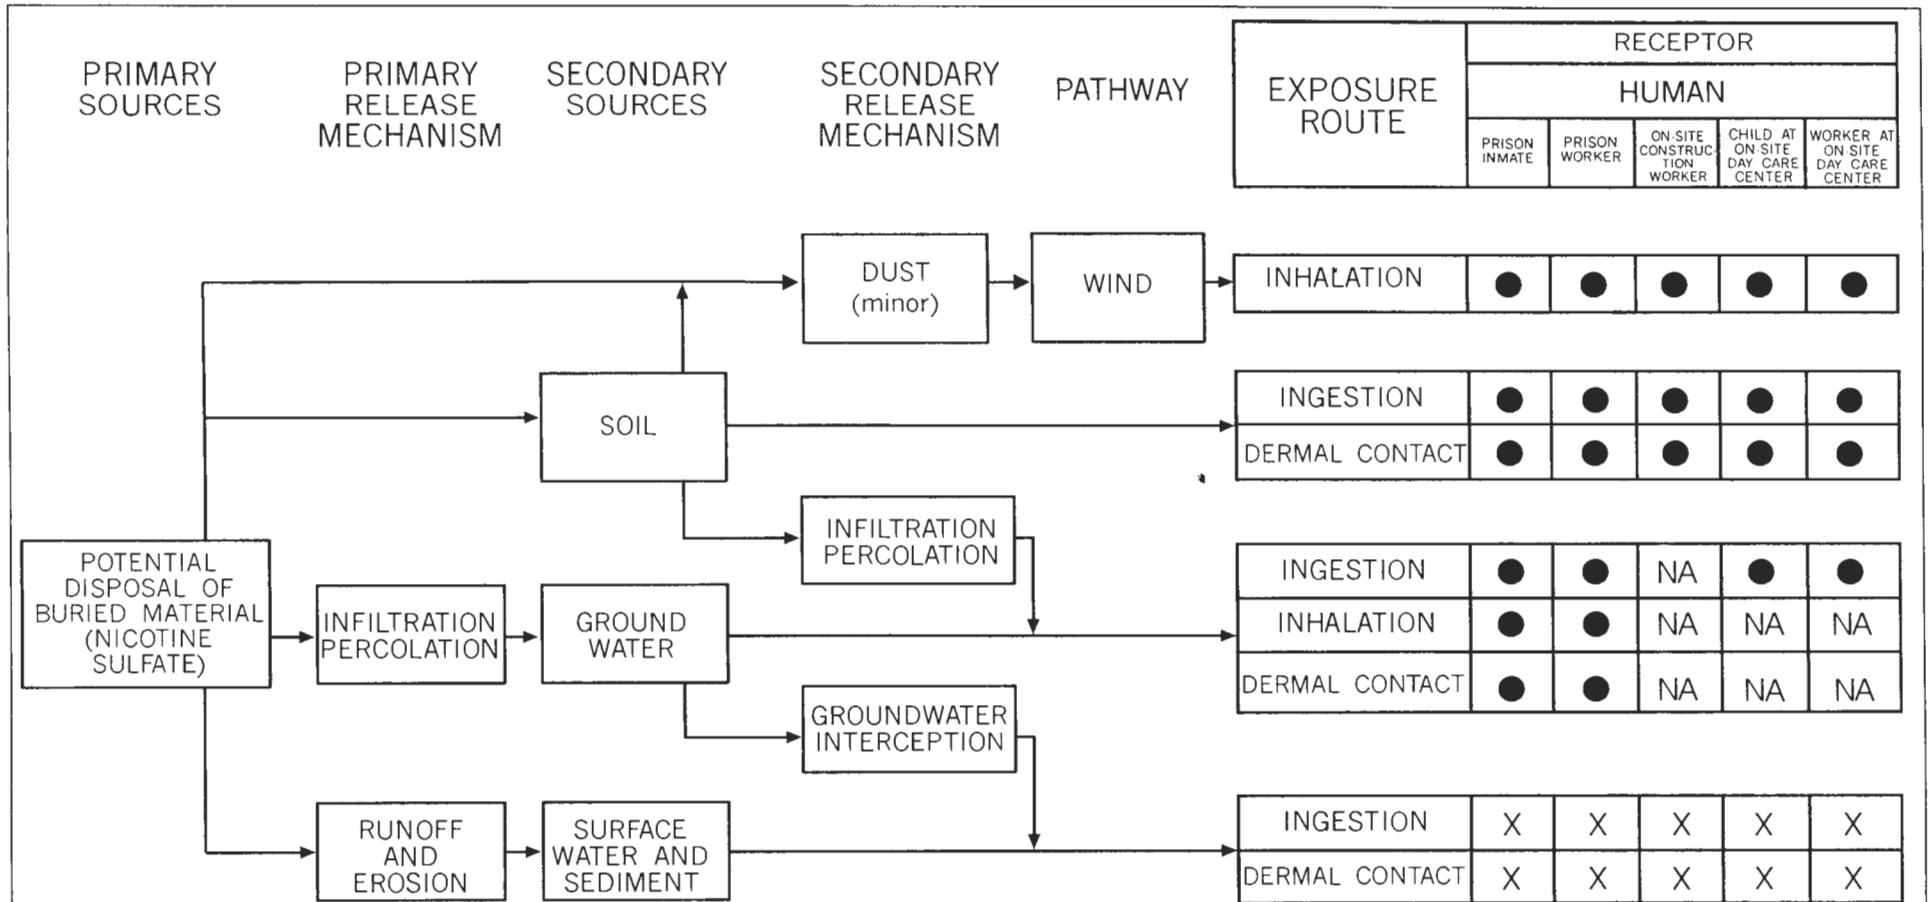 PRIMARY
SOURCES
PRIMARY
RELEASE
MECHANISM
SECONDARY
SOURCES
SECONDARY
RELEASE
MECHANISM
PATHWAY
EXPOSURE
ROUTE
RECEPTOR
HUMAN
PRISON
INMATE
PRISON
WORKER
ON-SITE
CONSTRUC-
TION
WORKER
CHILD AT
ON-SITE
DAY CARE
CENTER
WORKER AT
ON-SITE
DAY CARE
CENTER
DUST
(minor)
WIND
INHALATION
SOIL
INGESTION
DERMAL CONTACT
INFILTRATION
PERCOLATION
POTENTIAL
DISPOSAL OF
BURIED MATERIAL
(NICOTINE
SULFATE)
INFILTRATION
PERCOLATION
GROUND
WATER
INGESTION NA
INHALATION NA NA NA
DERMAL CONTACT NA NA NA
GROUNDWATER
INTERCEPTION
RUNOFF
AND
EROSION
SURFACE
WATER AND
SEDIMENT
INGESTION X X X X X
DERMAL CONTACT X X X X X